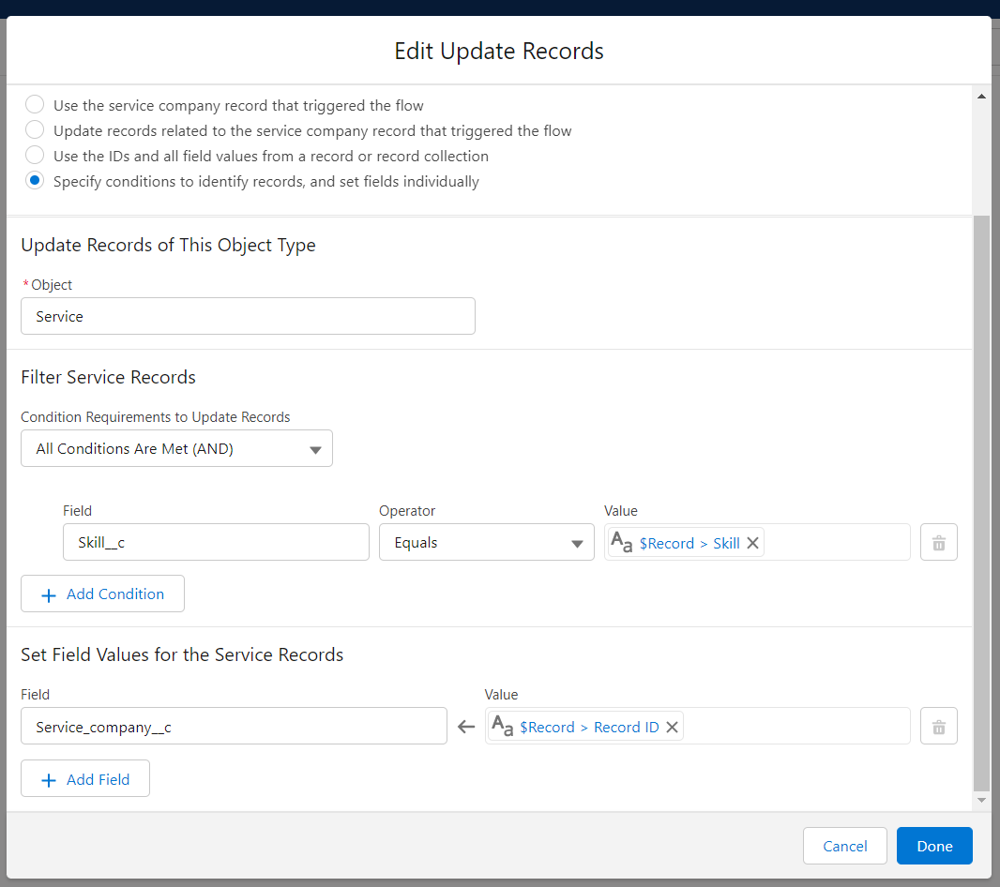 Edit Update Records
Use the service company record that triggered the flow
Update records related to the service company record that triggered the flow
Use the IDs and all field values from a record or record collection
Specify conditions to identify records, and set fields individually
Update Records of This Object Type
*Object
Service
Filter Service Records
Condition Requirements to Update Records
All Conditions Are Met (AND)
Field Operator Value
Skill__c Equals Aa $Record > Skill
Add Condition
Set Field Values for the Service Records
Field Value
Service_company__c Aa $Record > Record ID
Add Field
Cancel Done